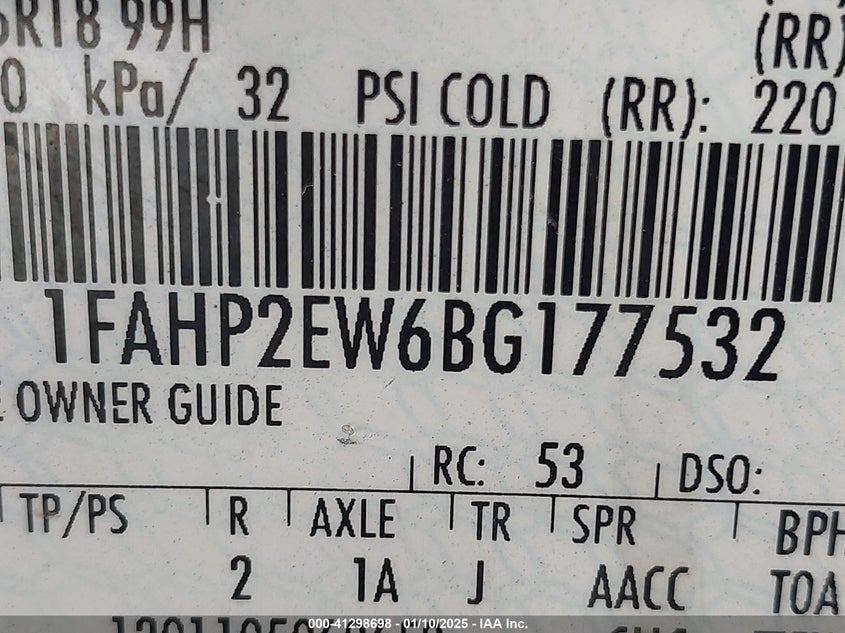 R18 99H
(RR)
0 kPa/ 32 PSI COLD (RR): 220
1FAHP2EW6BG177532
OWNER GUIDE
RC: 53 DSO:
TP/PS R AXLE TR SPR BPH
2 1A J AACC TOA
000-41298698 - 01/10/2025 - IAA Inc.